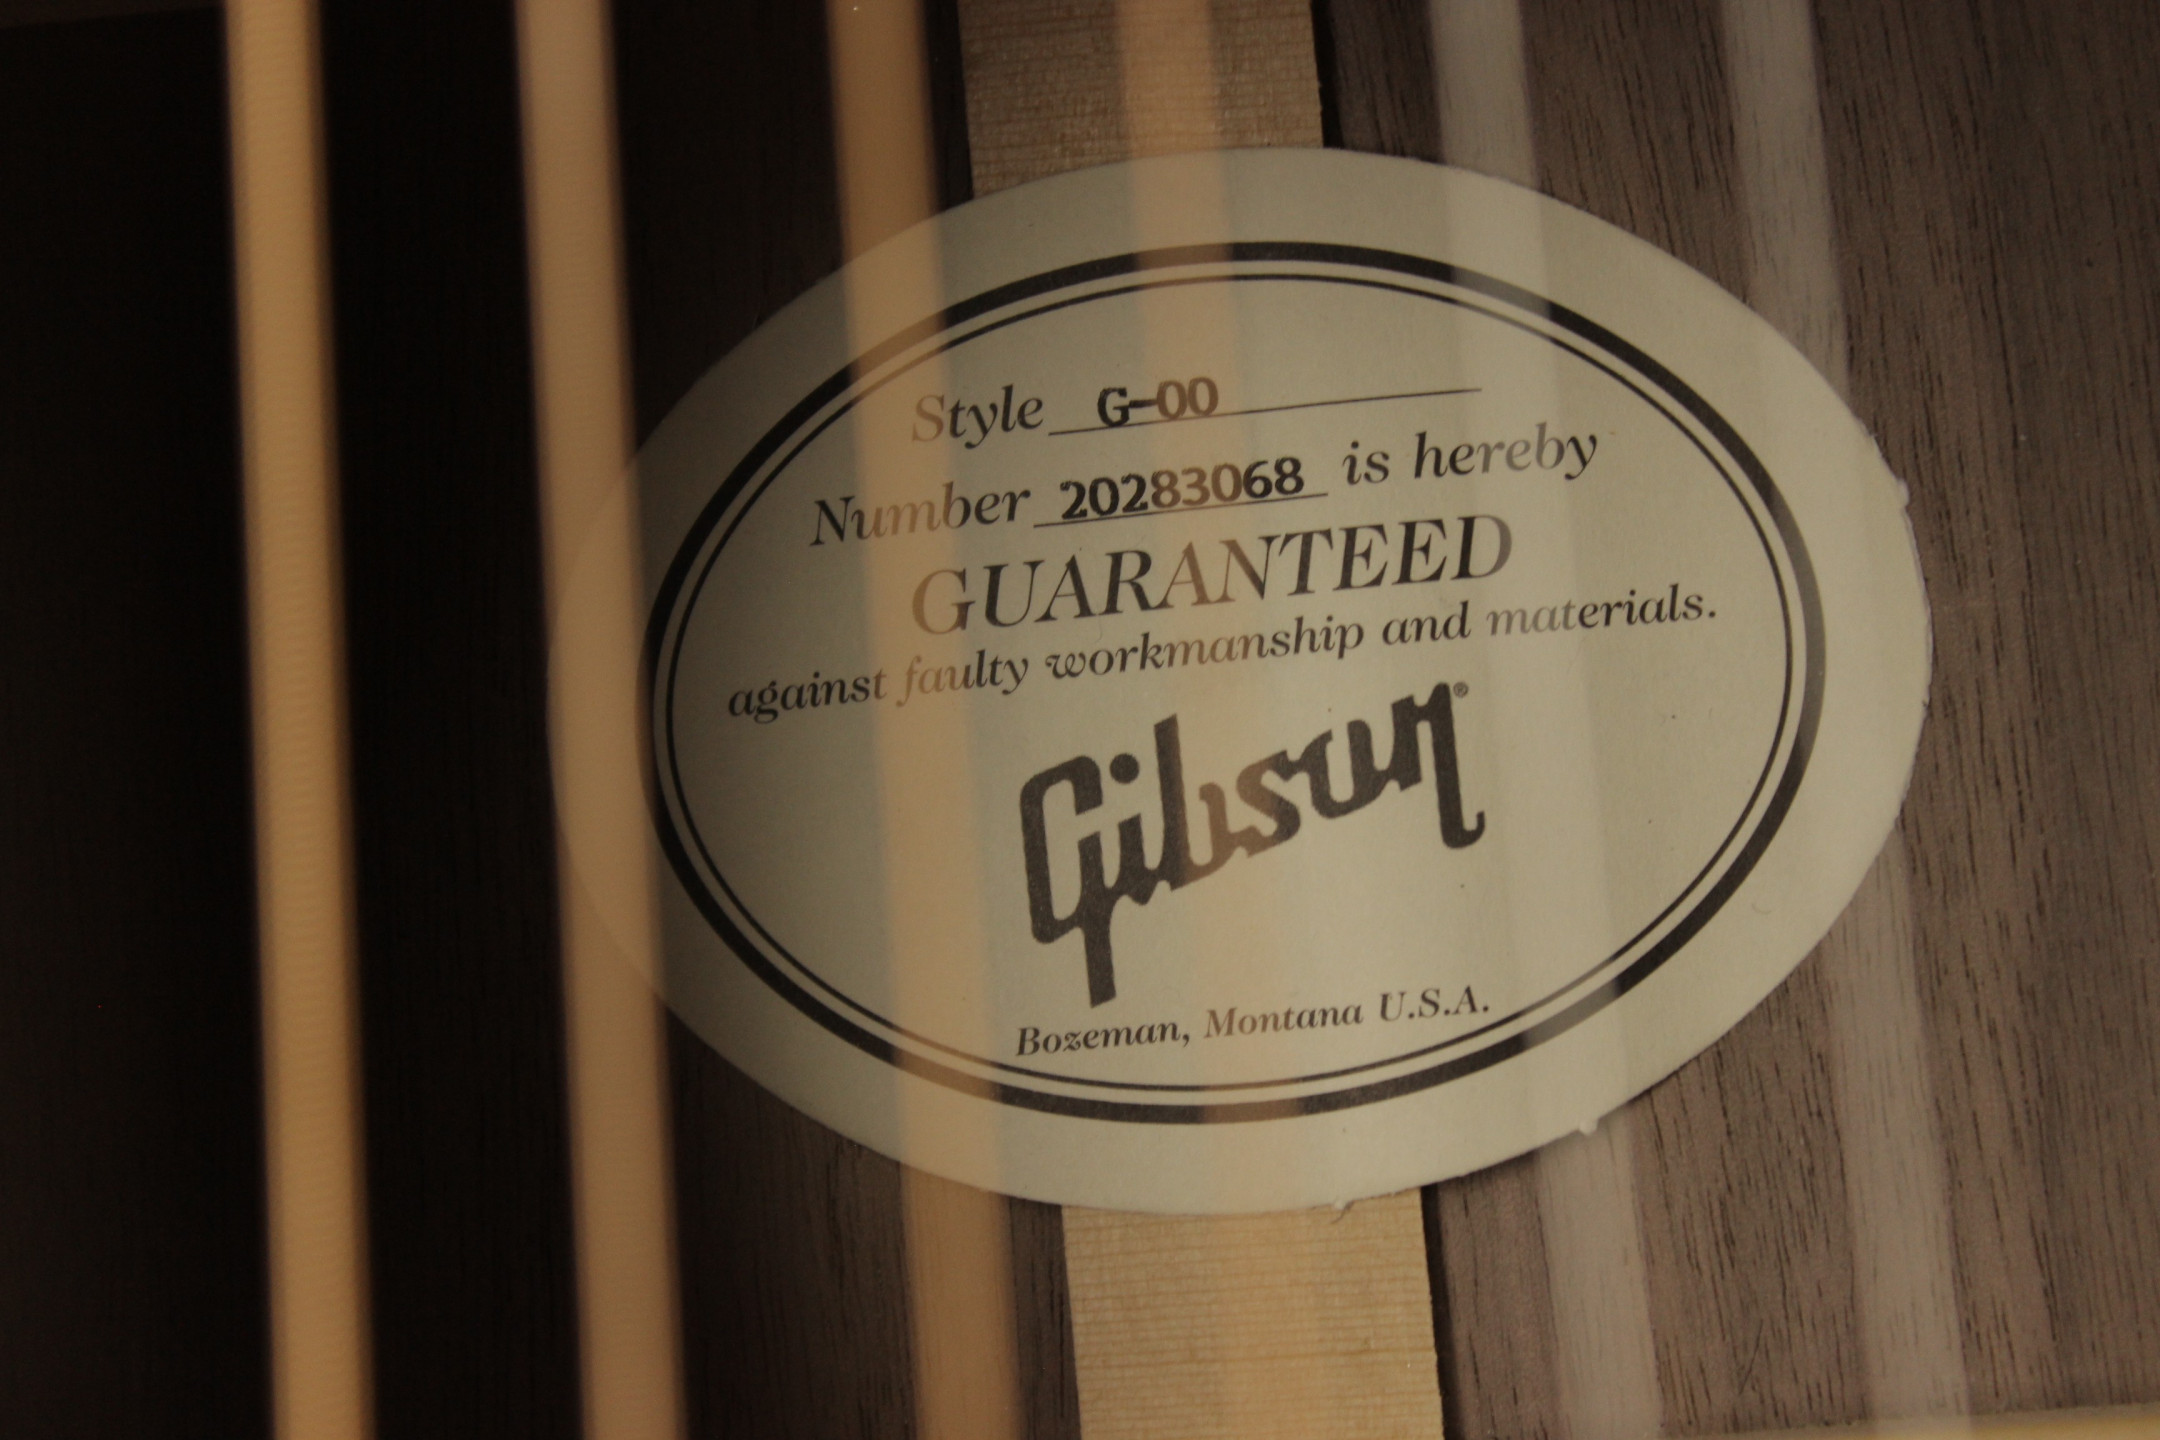 Style G-00
Number 20283068 is hereby
GUARANTEED
against faulty workmanship and materials.
Gibson®
Bozeman, Montana U.S.A.